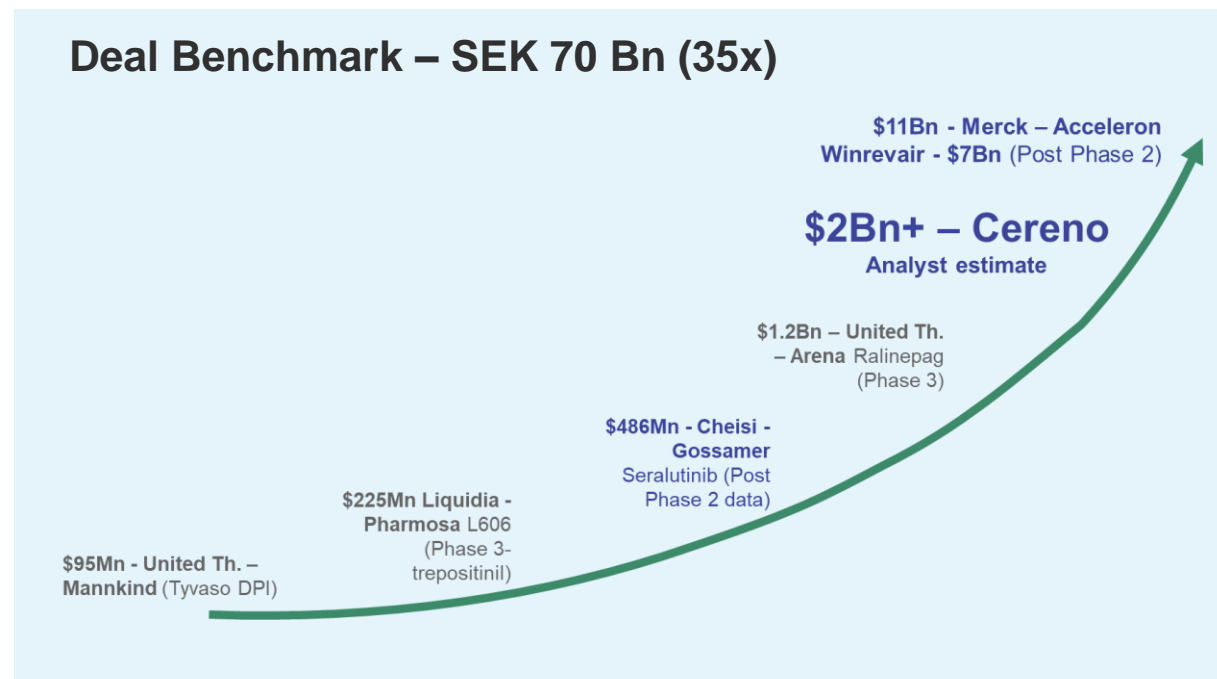 Deal Benchmark – SEK 70 Bn (35x)
$11Bn - Merck – Acceleron
Winrevair - $7Bn (Post Phase 2)
$2Bn+ – Cereno
Analyst estimate
$1.2Bn – United Th.
– Arena Ralinepag
(Phase 3)
$486Mn - Cheisi -
Gossamer
Seralutinib (Post
Phase 2 data)
$225Mn Liquidia -
Pharmosa L606
(Phase 3-
trepositinil)
$95Mn - United Th. –
Mannkind (Tyvaso DPI)